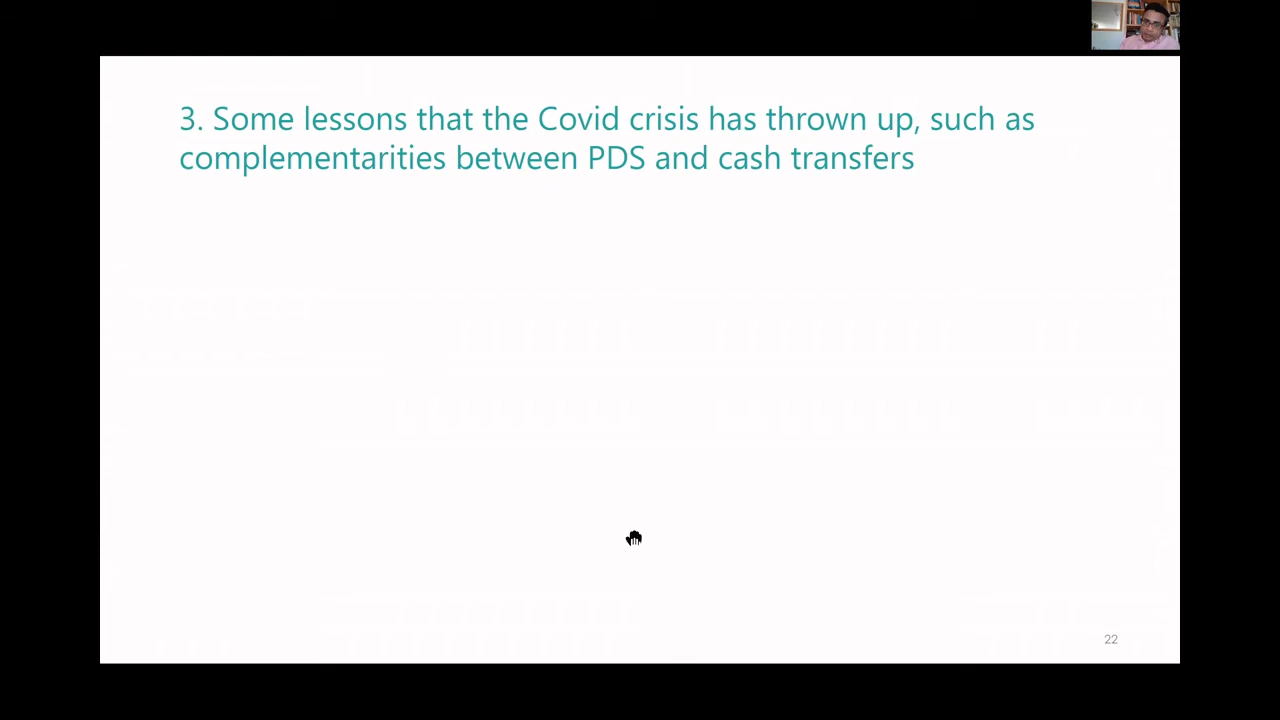 3. Some lessons that the Covid crisis has thrown up, such as
complementarities between PDS and cash transfers
22